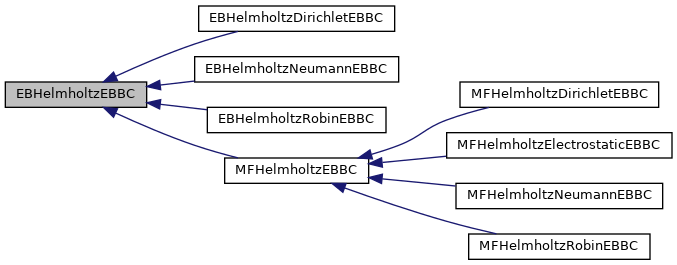 EBHelmholtzDirichletEBBC
EBHelmholtzNeumannEBBC
EBHelmholtzEBBC
EBHelmholtzRobinEBBC
MFHelmholtzEBBC
MFHelmholtzDirichletEBBC
MFHelmholtzElectrostaticEBBC
MFHelmholtzNeumannEBBC
MFHelmholtzRobinEBBC